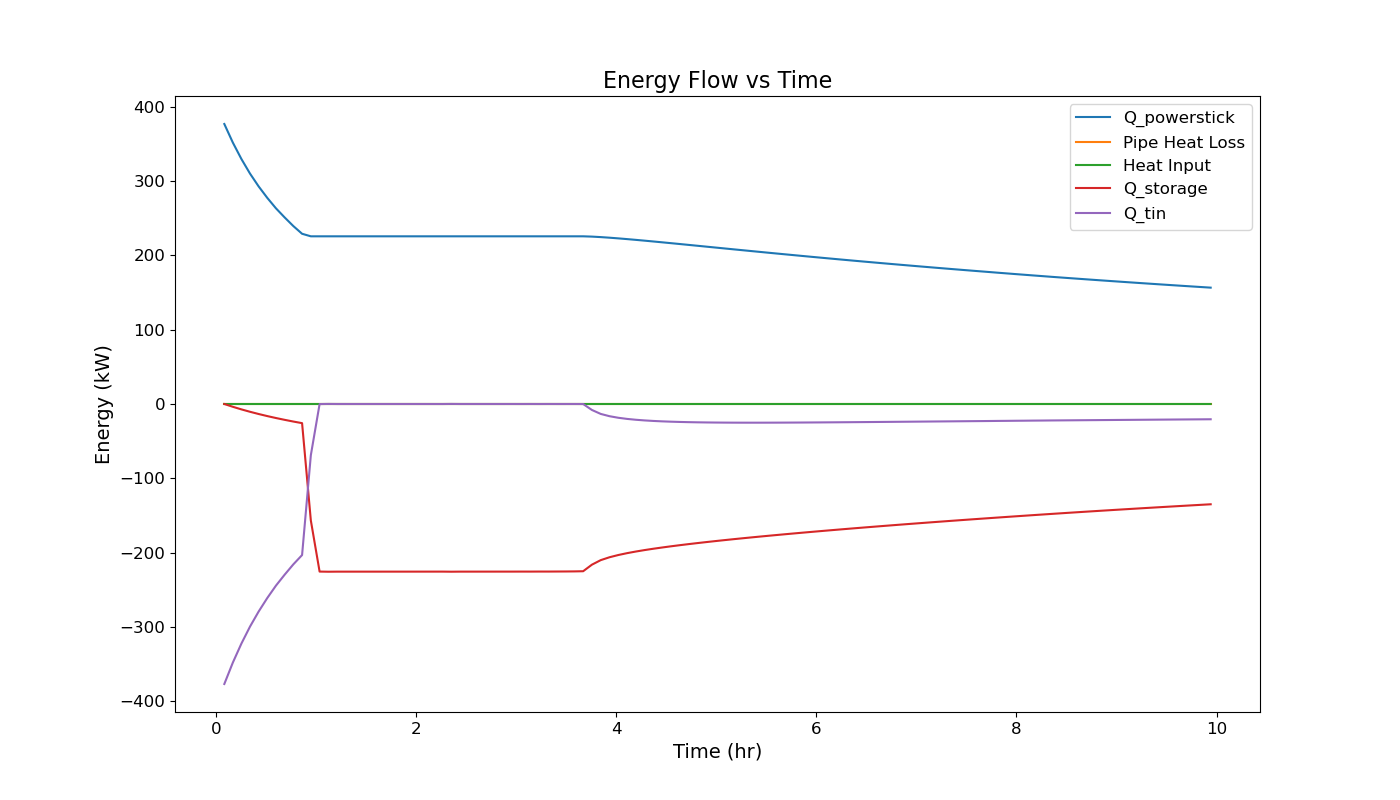 Energy Flow vs Time
Energy (kW)
400
300
200
100
0
−100
−200
−300
−400
Q_powerstick
Pipe Heat Loss
Heat Input
Q_storage
Q_tin
0 2 4 6 8 10
Time (hr)